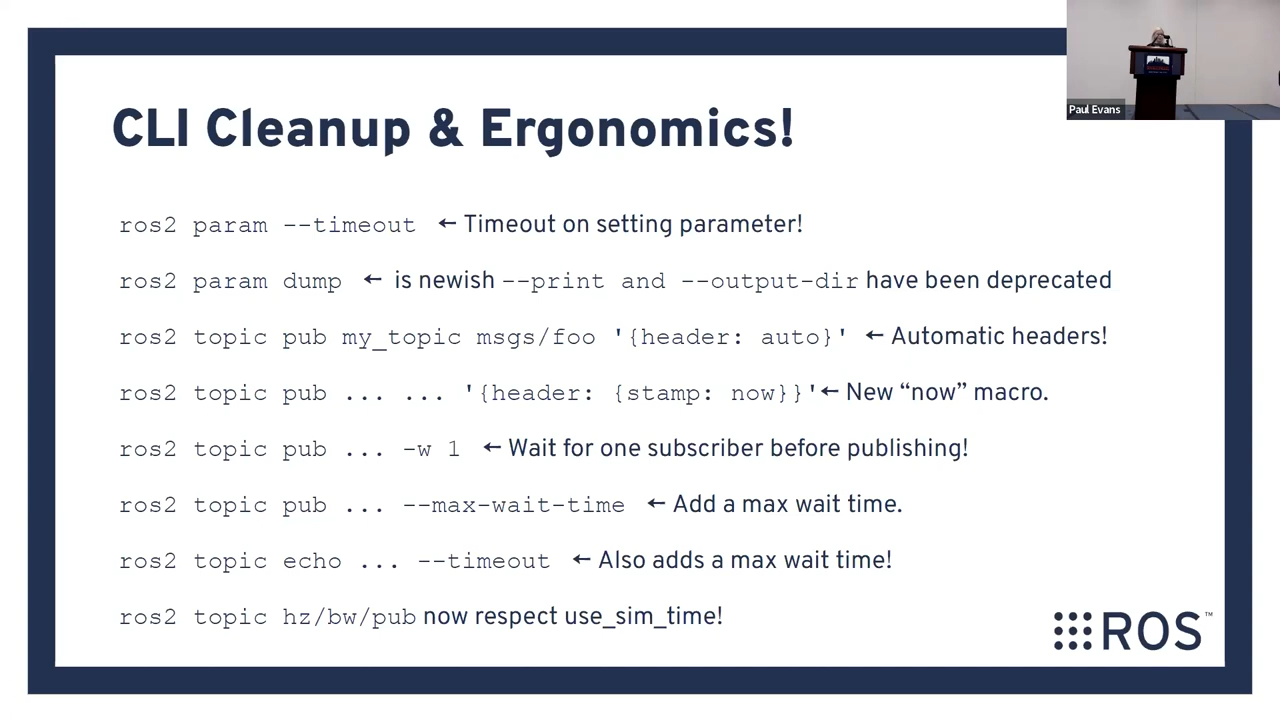 Paul Evans
CLI Cleanup & Ergonomics!
ros2 param --timeout ← Timeout on setting parameter!
ros2 param dump ← is newish --print and --output-dir have been deprecated
ros2 topic pub my_topic msgs/foo '{header: auto}' ← Automatic headers!
ros2 topic pub ... ... '{header: {stamp: now}}'← New “now” macro.
ros2 topic pub ... -w 1 ← Wait for one subscriber before publishing!
ros2 topic pub ... --max-wait-time ← Add a max wait time.
ros2 topic echo ... --timeout ← Also adds a max wait time!
ros2 topic hz/bw/pub now respect use_sim_time!
ROS™